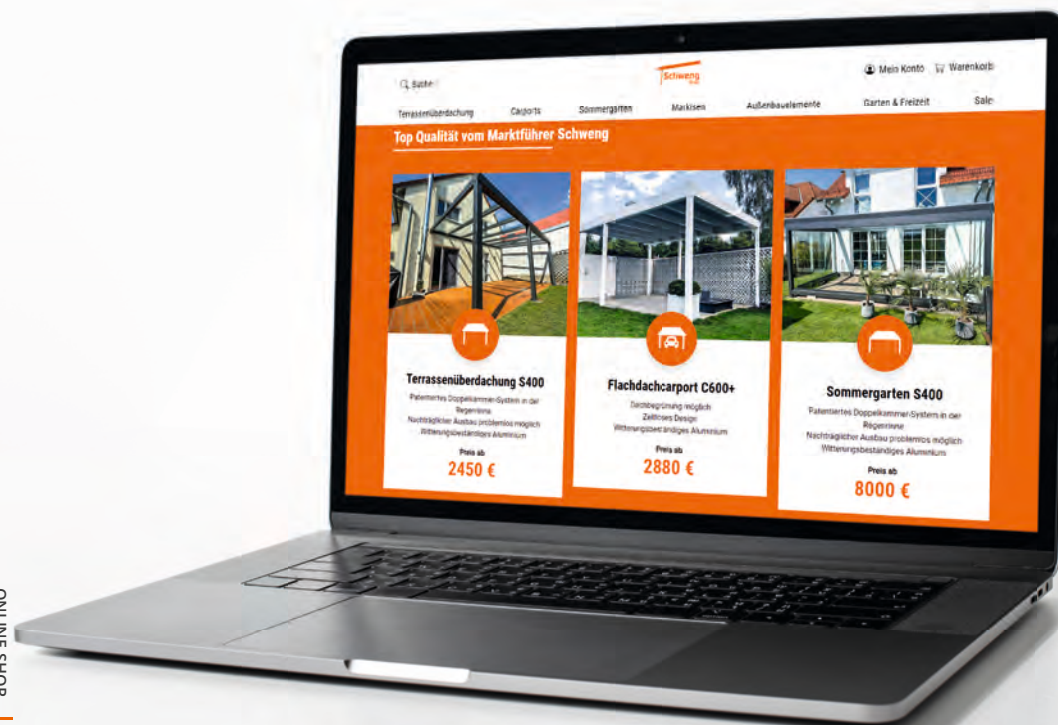 Suche
Schweng
Mein Konto
Warenkorb
Terrassenüberdachung
Carports
Sommergarten
Markisen
Außenbauelemente
Garten & Freizeit
Sale
Top Qualität vom Marktführer Schweng
Terrassenüberdachung S400
Patentiertes Doppelkammer-System in der
Regenrinne
Nachträglicher Ausbau problemlos möglich
Witterungsbeständiges Aluminium
Preis ab
2450 €
Flachdachcarport C600+
Dachbegrünung möglich
Zeitloses Design
Witterungsbeständiges Aluminium
Preis ab
2880 €
Sommergarten S400
Patentiertes Doppelkammer-System in der
Regenrinne
Nachträglicher Ausbau problemlos möglich
Witterungsbeständiges Aluminium
Preis ab
8000 €
ONLINE SHOP